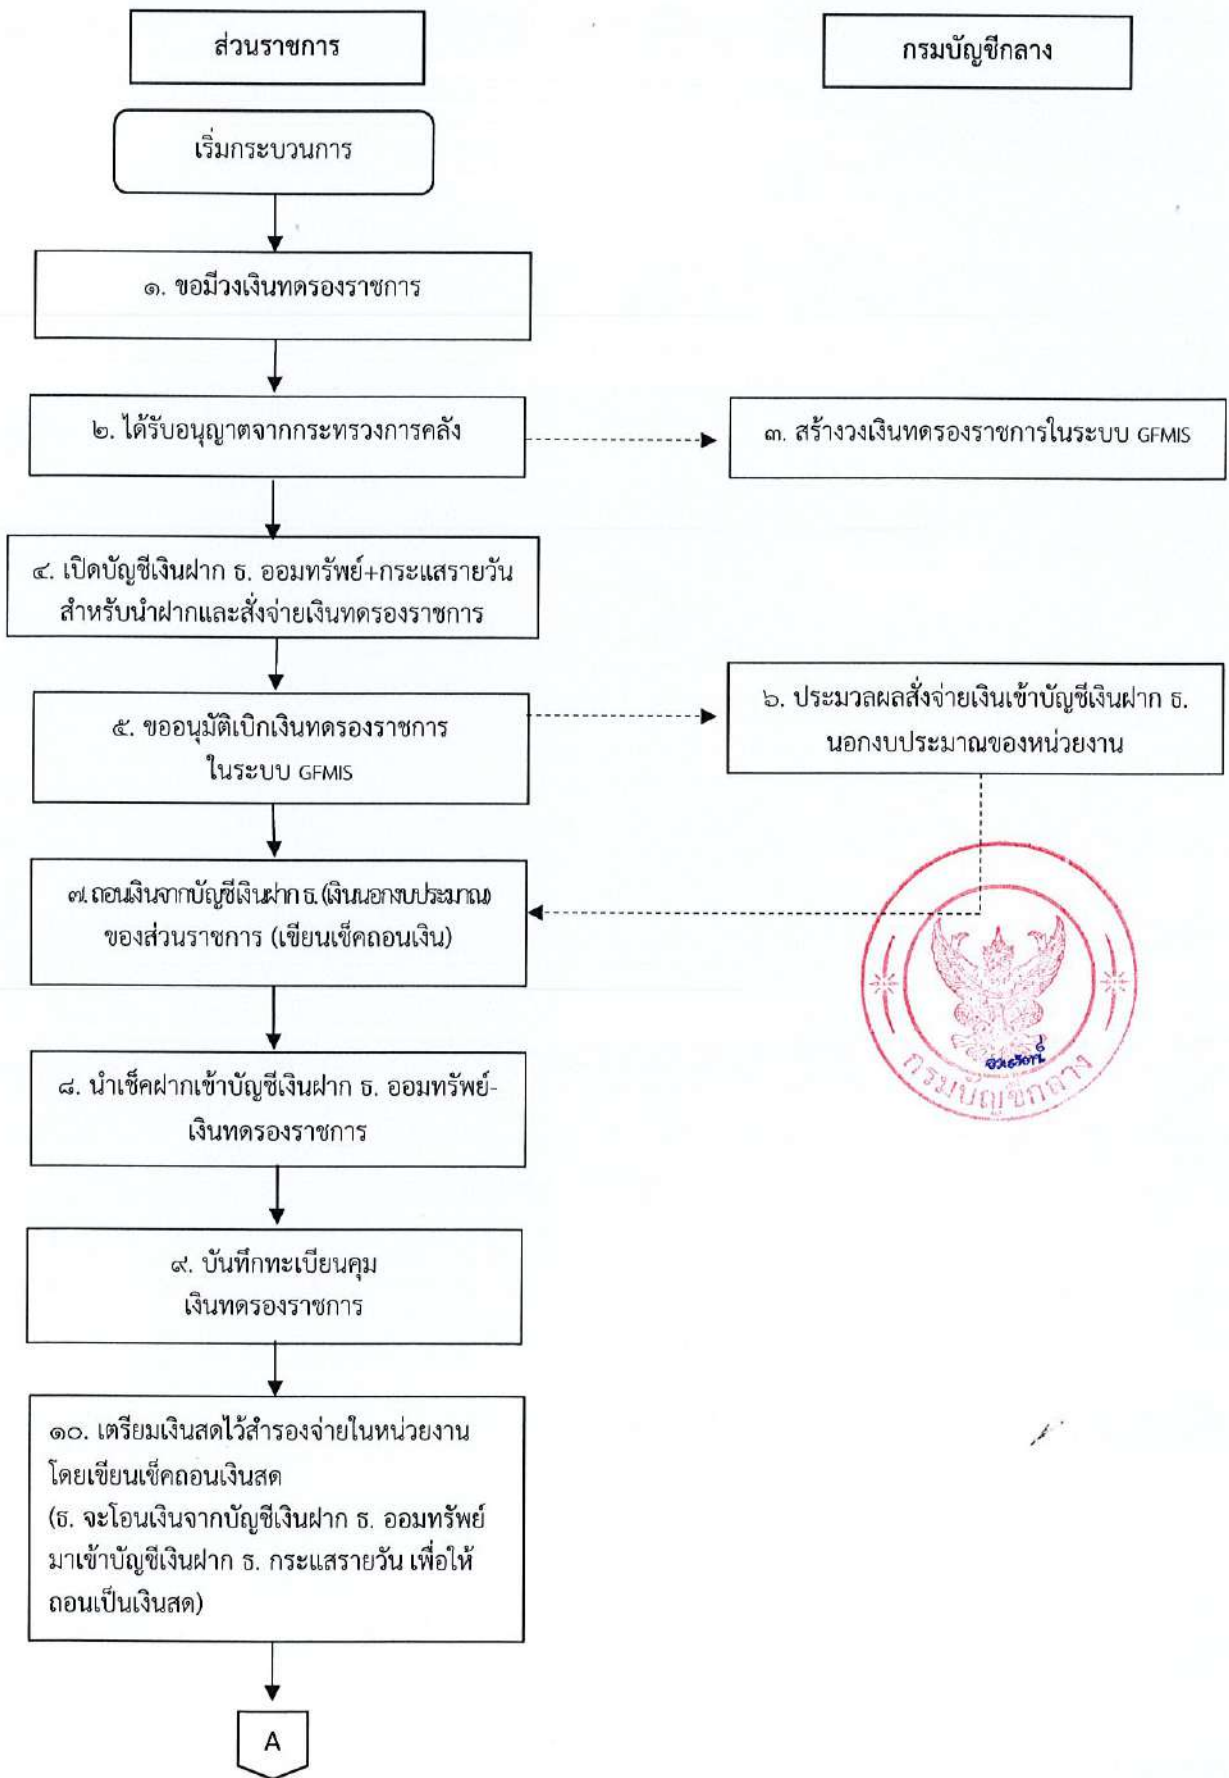 ส่วนราชการ
กรมบัญชีกลาง
เริ่มกระบวนการ
๑. ขอมีวงเงินทดรองราชการ
๒. ได้รับอนุญาตจากกระทรวงการคลัง
๓. สร้างวงเงินทดรองราชการในระบบ GFMIS
๔. เปิดบัญชีเงินฝาก ธ. ออมทรัพย์+กระแสรายวัน
สำหรับนำฝากและสั่งจ่ายเงินทดรองราชการ
๕. ขออนุมัติเบิกเงินทดรองราชการ
ในระบบ GFMIS
๖. ประมวลผลสั่งจ่ายเงินเข้าบัญชีเงินฝาก ธ.
นอกงบประมาณของหน่วยงาน
๗. ถอนเงินจากบัญชีเงินฝาก ธ. (เงินนอกงบประมาณ)
ของส่วนราชการ (เขียนเช็คถอนเงิน)
๘. นำเช็คฝากเข้าบัญชีเงินฝาก ธ. ออมทรัพย์-
เงินทดรองราชการ
กรมบัญชีกลาง
๙. บันทึกทะเบียนคุม
เงินทดรองราชการ
๑๐. เตรียมเงินสดไว้สำรองจ่ายในหน่วยงาน
โดยเขียนเช็คถอนเงินสด
(ธ. จะโอนเงินจากบัญชีเงินฝาก ธ. ออมทรัพย์
มาเข้าบัญชีเงินฝาก ธ. กระแสรายวัน เพื่อให้
ถอนเป็นเงินสด)
A